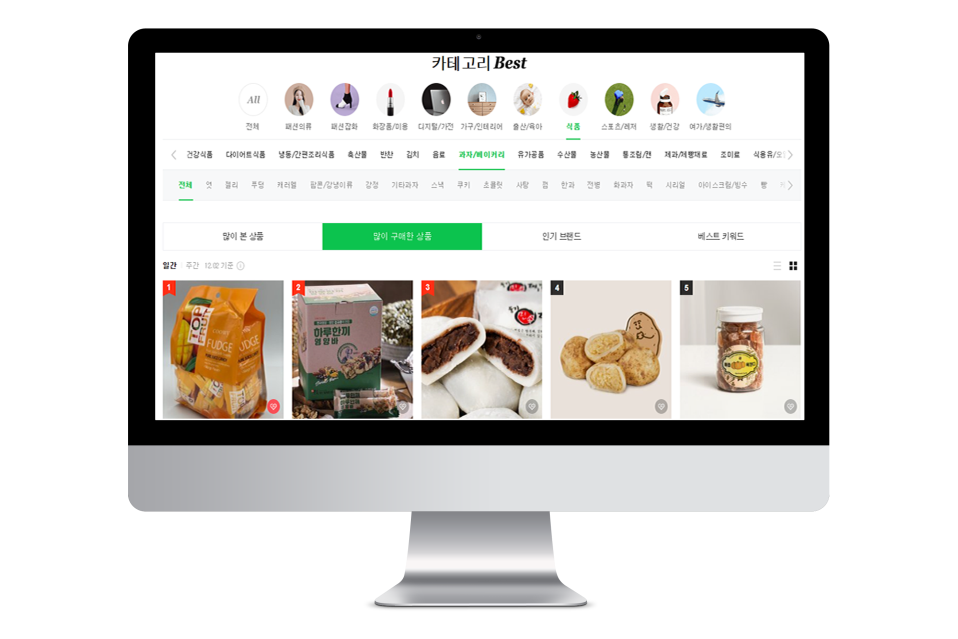 카테고리 Best
All
전체 패션의류 패션잡화 화장품/미용 디지털/가전 가구/인테리어 출산/육아 식품 스포츠/레저 생활/건강 여가/생활편의
건강식품 다이어트식품 냉동/간편조리식품 축산물 반찬 김치 음료 과자/베이커리 유가공품 수산물 농산물 통조림/캔 제과/제빵재료 조미료 식용유/오
전체 엿 젤리 푸딩 캐러멜 팝콘/강냉이류 강정 기타과자 스낵 쿠키 초콜릿 사탕 껌 한과 전병 화과자 떡 시리얼 아이스크림/빙수 빵
많이 본 상품 많이 구매한 상품 인기 브랜드 베스트 키워드
일간 주간 10.02 기준
1 2 3 4 5
TOP
FRUIT
FUDGE
하루한끼
영양바